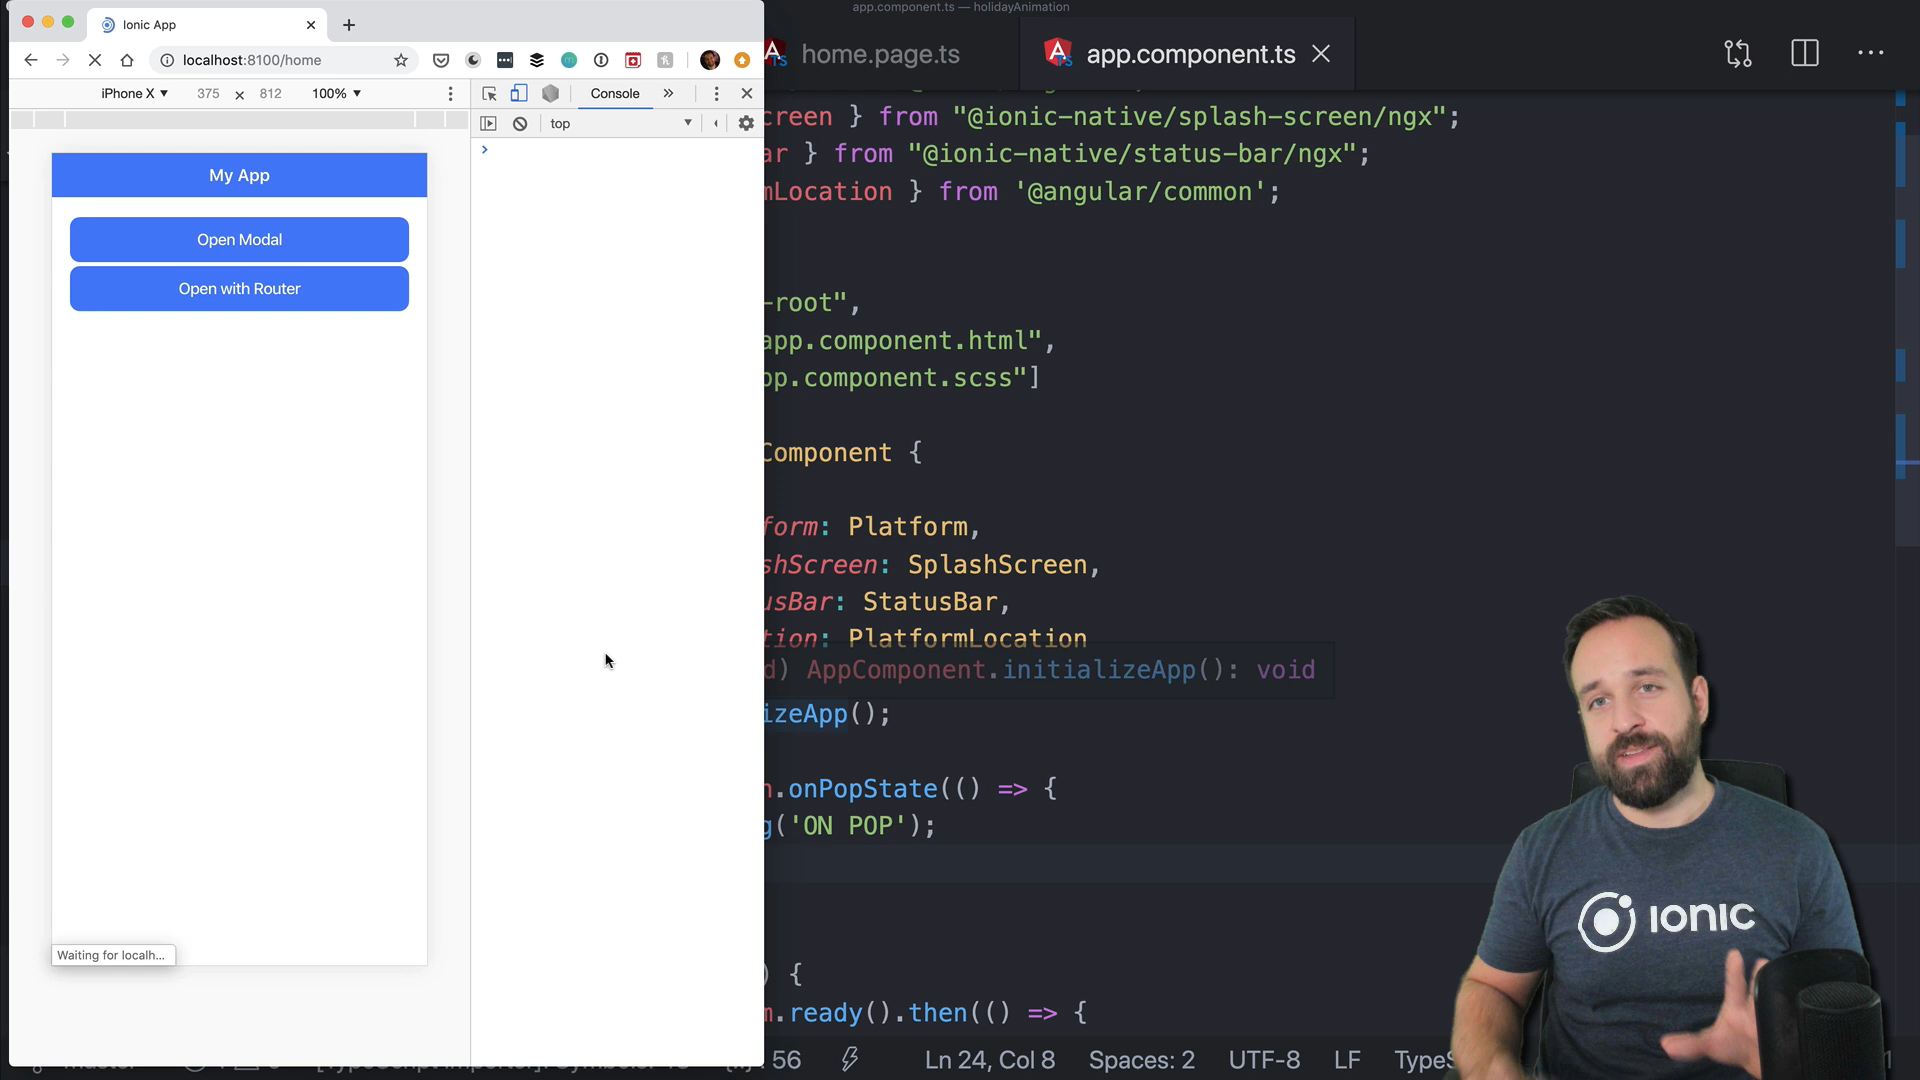 app.component.ts — holidayAnimation
Ionic App
localhost:8100/home
home.page.ts
app.component.ts
iPhone X 375 812 100%
Console
top
My App
Open Modal
Open with Router
Waiting for localh...
creen } from "@ionic-native/splash-screen/ngx";
ar } from "@ionic-native/status-bar/ngx";
mLocation } from '@angular/common';
-root",
app.component.html",
pp.component.scss"]
Component {
form: Platform,
shScreen: SplashScreen,
usBar: StatusBar,
tion: PlatformLocation
d) AppComponent.initializeApp(): void
izeApp();
n.onPopState(() => {
g('ON POP');
) {
m.ready().then(() => {
IONIC
56 Ln 24, Col 8 Spaces: 2 UTF-8 LF TypeS